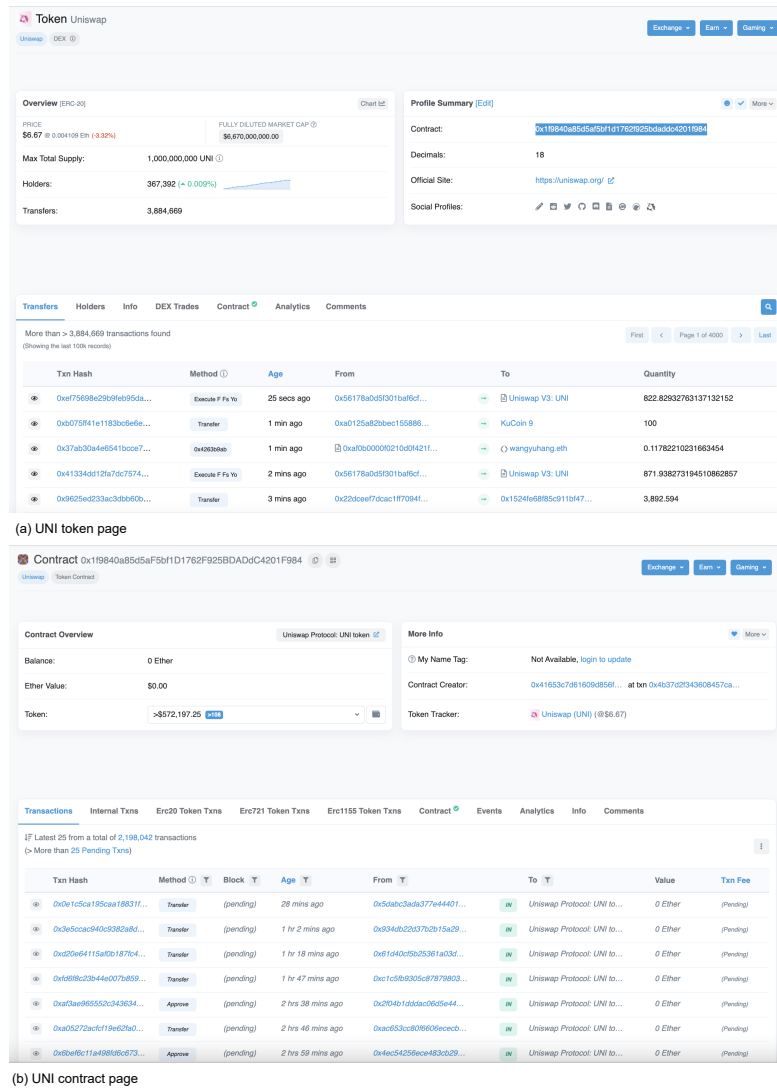 Token Uniswap
Exchange Earn Gaming
Uniswap DEX
Overview [ERC-20] Chart
PRICE
$6.67 @ 0.004109 Eth (-3.32%)
FULLY DILUTED MARKET CAP
$6,670,000,000.00
Max Total Supply: 1,000,000,000 UNI
Holders: 367,392 (0.009%)
Transfers: 3,884,669
Profile Summary [Edit] More
Contract: 0x1f9840a85d5af5bf1d1762f925bdaddc4201f984
Decimals: 18
Official Site: https://uniswap.org/
Social Profiles:
Transfers Holders Info DEX Trades Contract Analytics Comments
More than > 3,884,669 transactions found
(Showing the last 100k records)
First < Page 1 of 4000 > Last
Txn Hash Method Age From To Quantity
0xef75698e29b9feb95da... Execute F Fs Yo 25 secs ago 0x56178a0d5f301baf6cf... Uniswap V3: UNI 822.82932763137132152
0xb075ff41e1183bc6e6e... Transfer 1 min ago 0xa0125a82bbec155886... KuCoin 9 100
0x37ab30a4e6541bcce7... 0x4263b9ab 1 min ago 0xaf0b0000f0210d0f421f... wangyuhang.eth 0.11782210231663454
0x41334dd12fa7dc7574... Execute F Fs Yo 2 mins ago 0x56178a0d5f301baf6cf... Uniswap V3: UNI 871.938273194510862857
0x9625ed233ac3dbb60b... Transfer 3 mins ago 0x22dceef7dcac1ff7094f... 0x1524fe68f85c911bf47... 3,892.594
(a) UNI token page
Contract 0x1f9840a85d5aF5bf1D1762F925BDADdC4201F984
Exchange Earn Gaming
Uniswap Token Contract
Contract Overview Uniswap Protocol: UNI token
Balance: 0 Ether
Ether Value: $0.00
Token: >$572,197.25 >108
More Info More
My Name Tag: Not Available, login to update
Contract Creator: 0x41653c7d61609d856f... at txn 0x4b37d2f343608457ca...
Token Tracker: Uniswap (UNI) (@$6.67)
Transactions Internal Txns Erc20 Token Txns Erc721 Token Txns Erc1155 Token Txns Contract Events Analytics Info Comments
Latest 25 from a total of 2,198,042 transactions
(> More than 25 Pending Txns)
Txn Hash Method Block Age From To Value Txn Fee
0x0e1c5ca195caa18831f... Transfer (pending) 28 mins ago 0x5dabc3ada377e44401... IN Uniswap Protocol: UNI to... 0 Ether (Pending)
0x3e5ccac940c9382a8d... Transfer (pending) 1 hr 2 mins ago 0x934db22d37b2b15a29... IN Uniswap Protocol: UNI to... 0 Ether (Pending)
0xd20e64115af0b187fc4... Transfer (pending) 1 hr 18 mins ago 0x61d40cf5b25361a03d... IN Uniswap Protocol: UNI to... 0 Ether (Pending)
0xfd6f8c23b44e007b859... Transfer (pending) 1 hr 47 mins ago 0xc1c5fb9305c87879803... IN Uniswap Protocol: UNI to... 0 Ether (Pending)
0xaf3ae965552c343634... Approve (pending) 2 hrs 38 mins ago 0x2f04b1dddac06d5e44... IN Uniswap Protocol: UNI to... 0 Ether (Pending)
0xa05272acfcf19e62fa0... Transfer (pending) 2 hrs 46 mins ago 0xac653cc80f6606ececb... IN Uniswap Protocol: UNI to... 0 Ether (Pending)
0x6bef6c11a498fd6c673... Approve (pending) 2 hrs 59 mins ago 0x4ec54256ece483cb29... IN Uniswap Protocol: UNI to... 0 Ether (Pending)
(b) UNI contract page